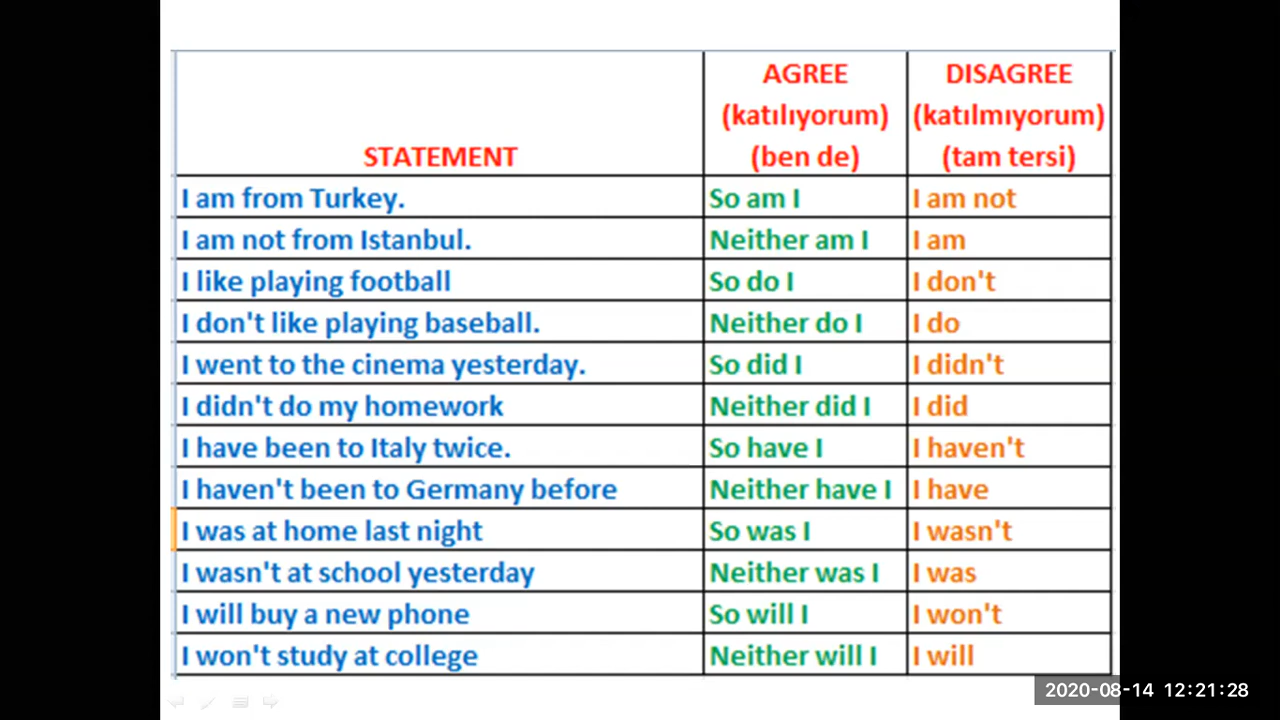 STATEMENT
AGREE
(katılıyorum)
(ben de)
DISAGREE
(katılmıyorum)
(tam tersi)
I am from Turkey. So am I I am not
I am not from Istanbul. Neither am I I am
I like playing football So do I I don't
I don't like playing baseball. Neither do I I do
I went to the cinema yesterday. So did I I didn't
I didn't do my homework Neither did I I did
I have been to Italy twice. So have I I haven't
I haven't been to Germany before Neither have I I have
I was at home last night So was I I wasn't
I wasn't at school yesterday Neither was I I was
I will buy a new phone So will I I won't
I won't study at college Neither will I I will
2020-08-14 12:21:28